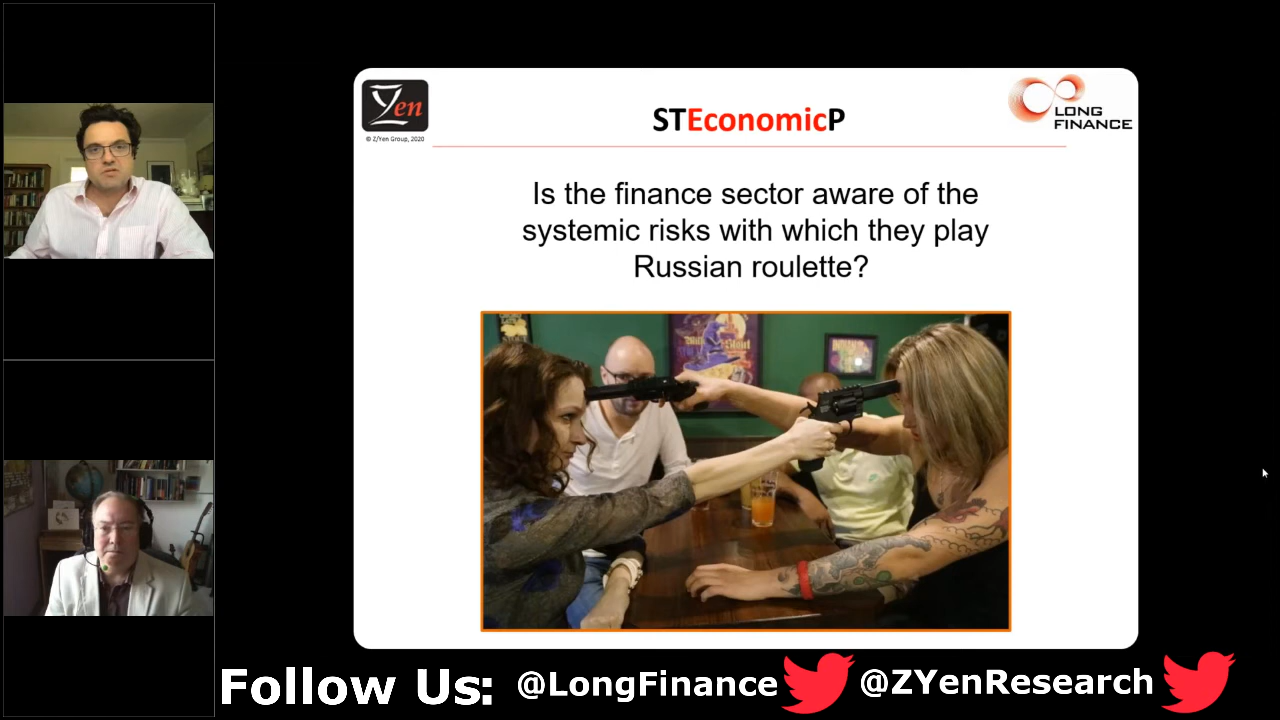 Z/Yen
© Z/Yen Group, 2020
STEconomicP
LONG
FINANCE
Is the finance sector aware of the
systemic risks with which they play
Russian roulette?
Follow Us: @LongFinance @ZYenResearch